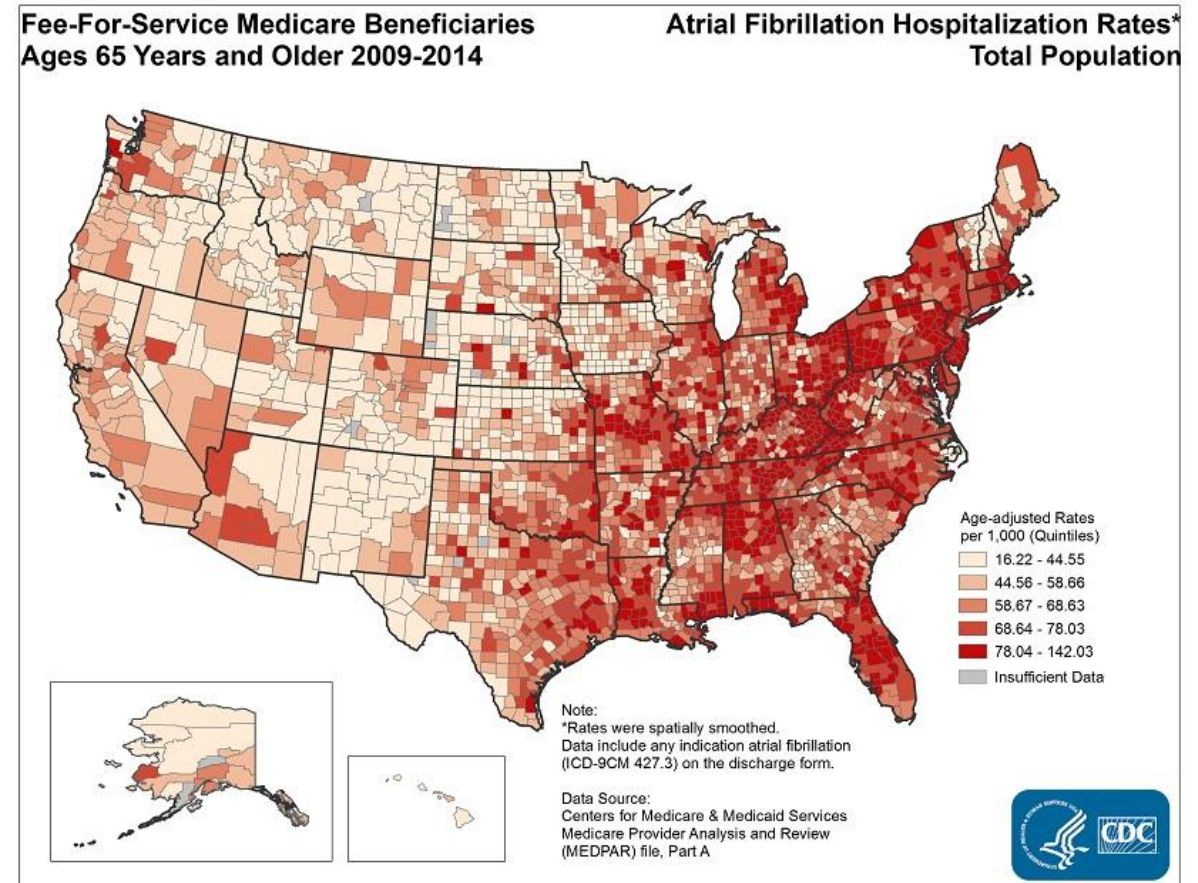 Fee-For-Service Medicare Beneficiaries
Ages 65 Years and Older 2009-2014
Atrial Fibrillation Hospitalization Rates*
Total Population
Age-adjusted Rates
per 1,000 (Quintiles)
16.22 - 44.55
44.56 - 58.66
58.67 - 68.63
68.64 - 78.03
78.04 - 142.03
Insufficient Data
Note:
*Rates were spatially smoothed.
Data include any indication atrial fibrillation
(ICD-9CM 427.3) on the discharge form.
Data Source:
Centers for Medicare & Medicaid Services
Medicare Provider Analysis and Review
(MEDPAR) file, Part A
CDC